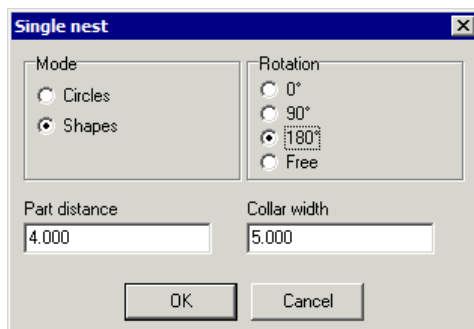 Single nest
Mode
Circles
Shapes
Rotation
0°
90°
180°
Free
Part distance
4.000
Collar width
5.000
OK
Cancel